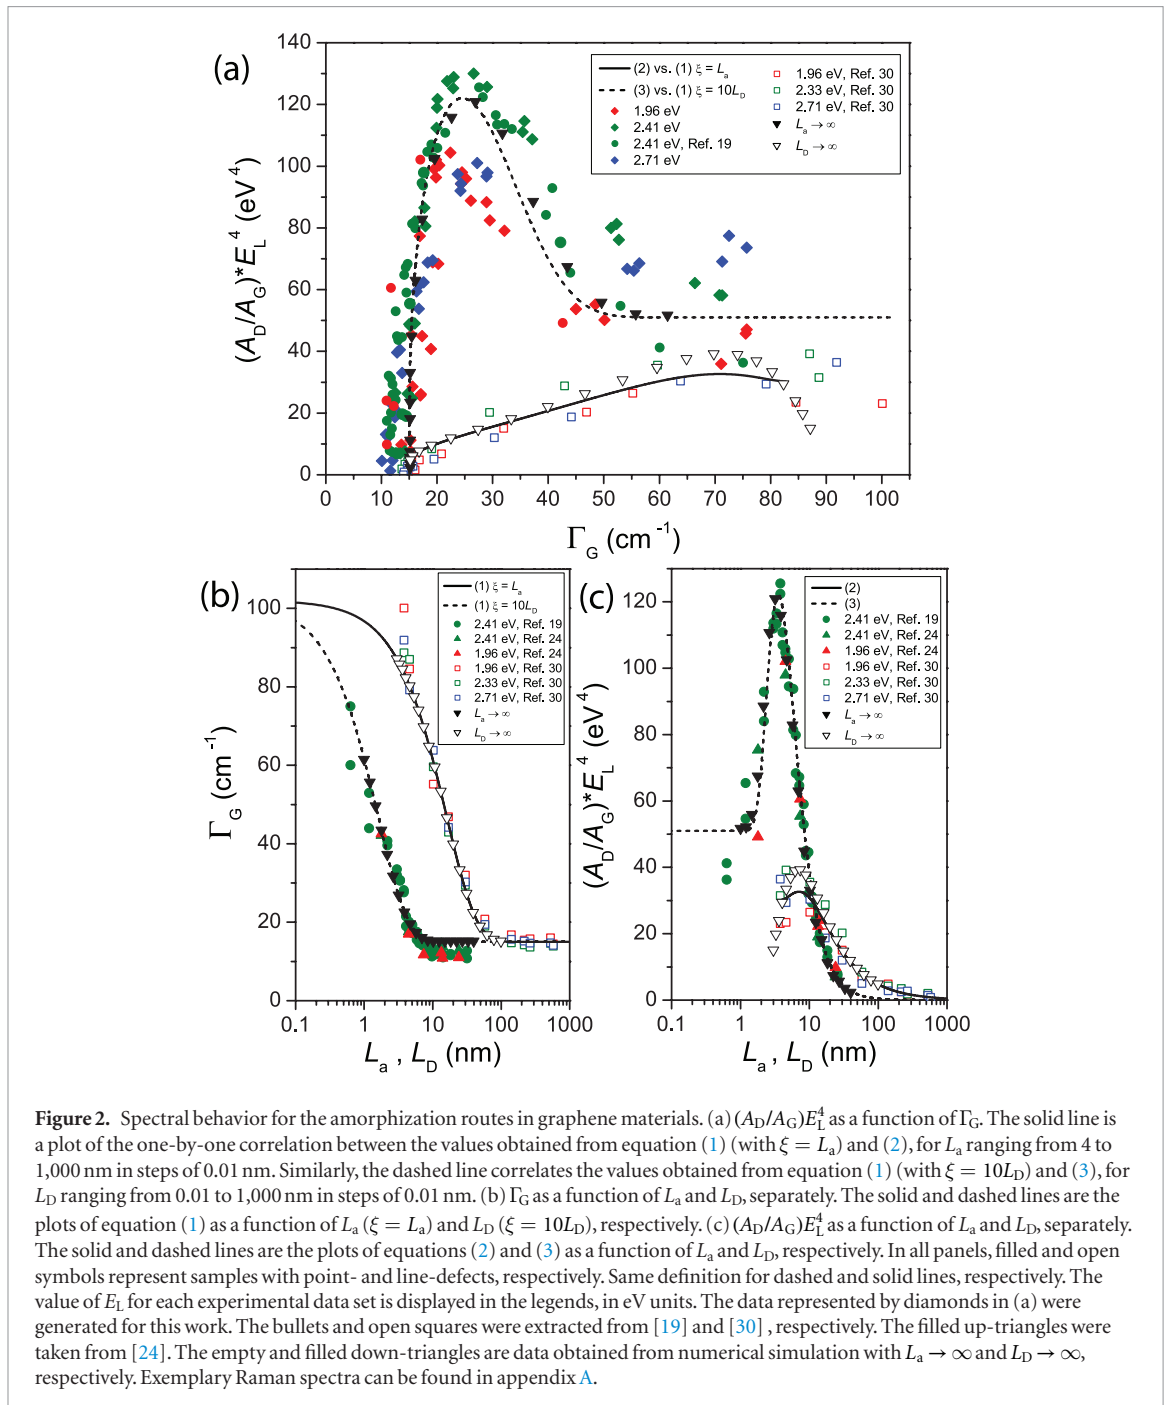 (a)
140
120
100
80
60
40
20
0
(A_D/A_G)*E_L^4 (eV^4)
(2) vs. (1) ξ = L_a
(3) vs. (1) ξ = 10L_D
1.96 eV
2.41 eV
2.41 eV, Ref. 19
2.71 eV
1.96 eV, Ref. 30
2.33 eV, Ref. 30
2.71 eV, Ref. 30
L_a → ∞
L_D → ∞
0 10 20 30 40 50 60 70 80 90 100
Γ_G (cm^-1)
(b)
100
80
60
40
20
0
Γ_G (cm^-1)
(1) ξ = L_a
(1) ξ = 10L_D
2.41 eV, Ref. 19
2.41 eV, Ref. 24
1.96 eV, Ref. 24
1.96 eV, Ref. 30
2.33 eV, Ref. 30
2.71 eV, Ref. 30
L_a → ∞
L_D → ∞
0.1 1 10 100 1000
L_a , L_D (nm)
(c)
120
100
80
60
40
20
0
(A_D/A_G)*E_L^4 (eV^4)
(2)
(3)
2.41 eV, Ref. 19
2.41 eV, Ref. 24
1.96 eV, Ref. 24
1.96 eV, Ref. 30
2.33 eV, Ref. 30
2.71 eV, Ref. 30
L_a → ∞
L_D → ∞
0.1 1 10 100 1000
L_a , L_D (nm)
Figure 2. Spectral behavior for the amorphization routes in graphene materials. (a) (A_D/A_G)E_L^4 as a function of Γ_G. The solid line is
a plot of the one-by-one correlation between the values obtained from equation (1) (with ξ = L_a) and (2), for L_a ranging from 4 to
1,000 nm in steps of 0.01 nm. Similarly, the dashed line correlates the values obtained from equation (1) (with ξ = 10L_D) and (3), for
L_D ranging from 0.01 to 1,000 nm in steps of 0.01 nm. (b) Γ_G as a function of L_a and L_D, separately. The solid and dashed lines are the
plots of equation (1) as a function of L_a (ξ = L_a) and L_D (ξ = 10L_D), respectively. (c) (A_D/A_G)E_L^4 as a function of L_a and L_D, separately.
The solid and dashed lines are the plots of equations (2) and (3) as a function of L_a and L_D, respectively. In all panels, filled and open
symbols represent samples with point- and line-defects, respectively. Same definition for dashed and solid lines, respectively. The
value of E_L for each experimental data set is displayed in the legends, in eV units. The data represented by diamonds in (a) were
generated for this work. The bullets and open squares were extracted from [19] and [30] , respectively. The filled up-triangles were
taken from [24]. The empty and filled down-triangles are data obtained from numerical simulation with L_a → ∞ and L_D → ∞,
respectively. Exemplary Raman spectra can be found in appendix A.